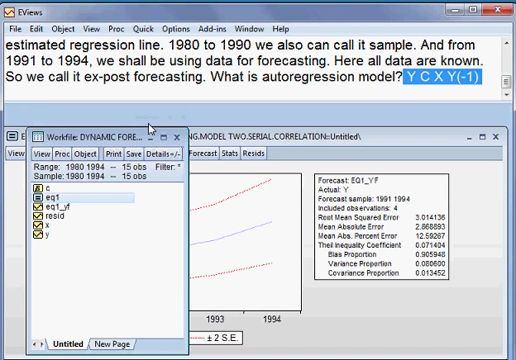 EViews
File Edit Object View Proc Quick Options Add-ins Window Help
estimated regression line. 1980 to 1990 we also can call it sample. And from
1991 to 1994, we shall be using data for forecasting. Here all data are known.
So we call it ex-post forecasting. What is autoregression model? Y C X Y(-1)
Workfile: DYNAMIC FORE...
NG.MODEL TWO.SERIAL.CORRELATION::Untitled\
View Proc Object Print Save Details+/-
View
Forecast Stats Resids
Range: 1980 1994 -- 15 obs Filter: *
Sample: 1980 1994 -- 15 obs
c
eq1
eq1_yf
resid
x
y
Untitled New Page
1993 1994
± 2 S.E.
Forecast: EQ1_YF
Actual: Y
Forecast sample: 1991 1994
Included observations: 4
Root Mean Squared Error 3.014136
Mean Absolute Error 2.868893
Mean Abs. Percent Error 12.59267
Theil Inequality Coefficient 0.071404
Bias Proportion 0.905948
Variance Proportion 0.080600
Covariance Proportion 0.013452